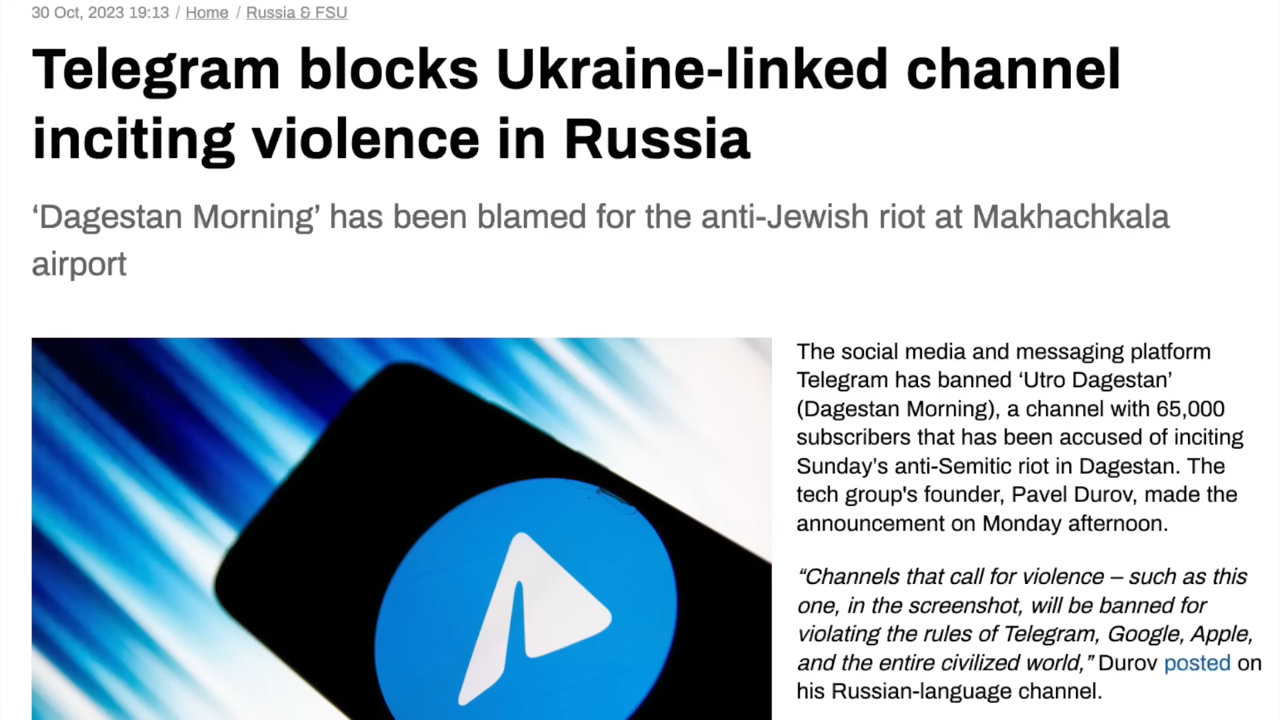 30 Oct, 2023 19:13 / Home / Russia & FSU
Telegram blocks Ukraine-linked channel
inciting violence in Russia
‘Dagestan Morning’ has been blamed for the anti-Jewish riot at Makhachkala
airport
The social media and messaging platform
Telegram has banned ‘Utro Dagestan’
(Dagestan Morning), a channel with 65,000
subscribers that has been accused of inciting
Sunday’s anti-Semitic riot in Dagestan. The
tech group's founder, Pavel Durov, made the
announcement on Monday afternoon.
“Channels that call for violence – such as this
one, in the screenshot, will be banned for
violating the rules of Telegram, Google, Apple,
and the entire civilized world,” Durov posted on
his Russian-language channel.